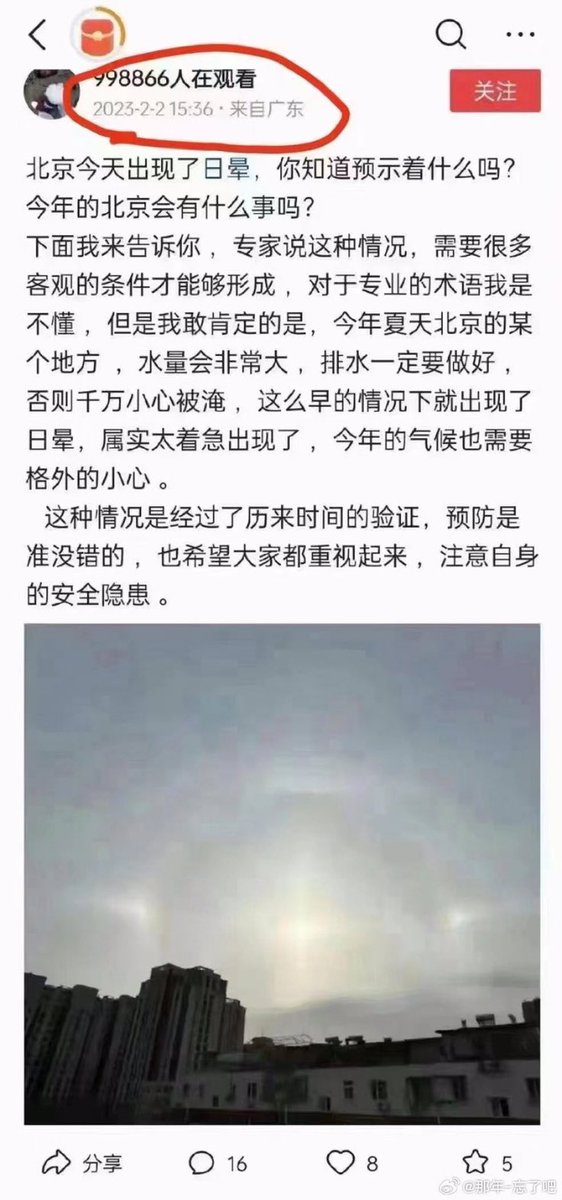 998866人在观看
2023-2-2 15:36·来自广东
关注
北京今天出现了日晕，你知道预示着什么吗？
今年的北京会有什么事吗？
下面我来告诉你，专家说这种情况，需要很多
客观的条件才能够形成，对于专业的术语我是
不懂，但是我敢肯定的是，今年夏天北京的某
个地方，水量会非常大，排水一定要做好，
否则千万小心被淹，这么早的情况下就出现了
日晕，属实太着急出现了，今年的气候也需要
格外的小心。
这种情况是经过了历来时间的验证，预防是
准没错的，也希望大家都重视起来，注意自身
的安全隐患。
分享
16
8
5
@那年-忘了吧